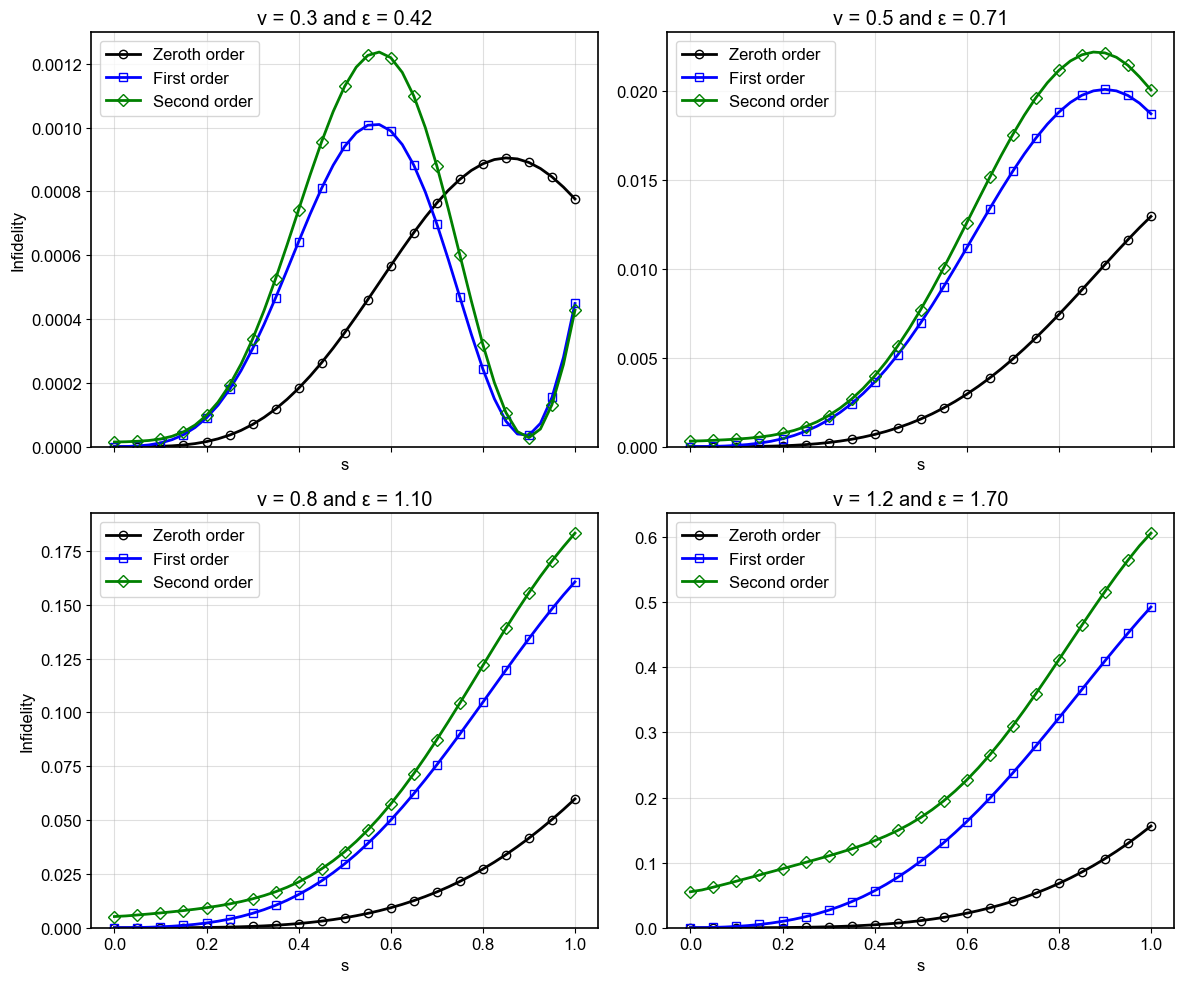 v = 0.3 and ε = 0.42
Zeroth order
First order
Second order
Infidelity
0.0012
0.0010
0.0008
0.0006
0.0004
0.0002
0.0000
s
v = 0.5 and ε = 0.71
Zeroth order
First order
Second order
0.020
0.015
0.010
0.005
0.000
s
v = 0.8 and ε = 1.10
Zeroth order
First order
Second order
Infidelity
0.175
0.150
0.125
0.100
0.075
0.050
0.025
0.000
0.0 0.2 0.4 0.6 0.8 1.0
s
v = 1.2 and ε = 1.70
Zeroth order
First order
Second order
0.6
0.5
0.4
0.3
0.2
0.1
0.0
0.0 0.2 0.4 0.6 0.8 1.0
s